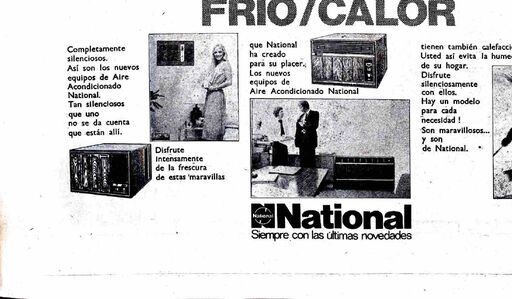 FRIO/CALOR
Completamente
silenciosos.
Así son los nuevos
equipos de Aire
Acondicionado
National.
Tan silenciosos
que uno
no se da cuenta
que están allí.
Disfrute
intensamente
de la frescura
de estas maravillas
que National
ha creado
para su placer.
Los nuevos
equipos de
Aire Acondicionado National
tienen también calefacció
Usted así evita la hume
de su hogar.
Disfrute
silenciosamente
con ellos.
Hay un modelo
para cada
necesidad!
Son maravillosos...
y son
de National.
National
National
Siempre con las últimas novedades